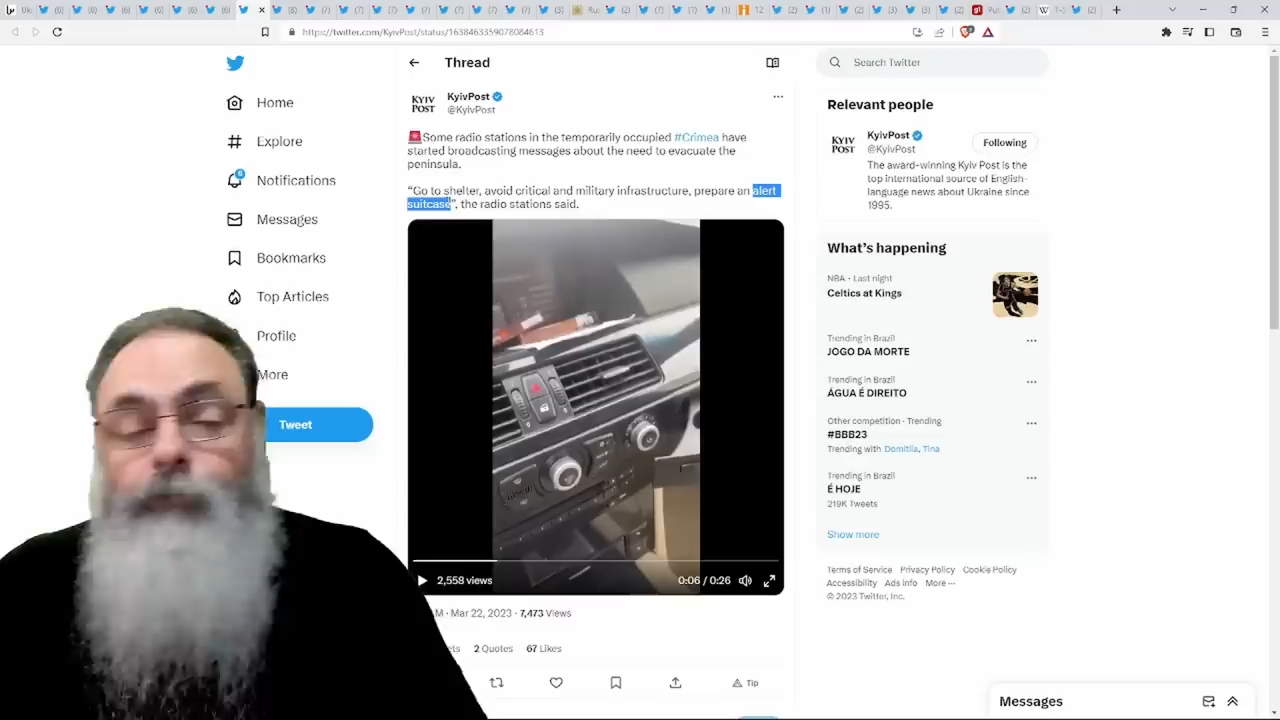 https://twitter.com/KyivPost/status/1638463359078084613
Home
Explore
6
Notifications
Messages
Bookmarks
Top Articles
Profile
More
Tweet
Thread
KYIV POST
KyivPost
@KyivPost
🚨Some radio stations in the temporarily occupied #Crimea have
started broadcasting messages about the need to evacuate the
peninsula.
“Go to shelter, avoid critical and military infrastructure, prepare an alert
suitcase”, the radio stations said.
2,558 views
0:06 / 0:26
M · Mar 22, 2023 · 7,473 Views
2 Quotes 67 Likes
Tip
Search Twitter
Relevant people
KYIV POST
KyivPost
@KyivPost
Following
The award-winning Kyiv Post is the
top international source of English-
language news about Ukraine since
1995.
What’s happening
NBA · Last night
Celtics at Kings
Trending in Brazil
JOGO DA MORTE
Trending in Brazil
ÁGUA É DIREITO
Other competition · Trending
#BBB23
Trending with Domitila, Tina
Trending in Brazil
É HOJE
219K Tweets
Show more
Terms of Service Privacy Policy Cookie Policy
Accessibility Ads info More ···
© 2023 Twitter, Inc.
Messages